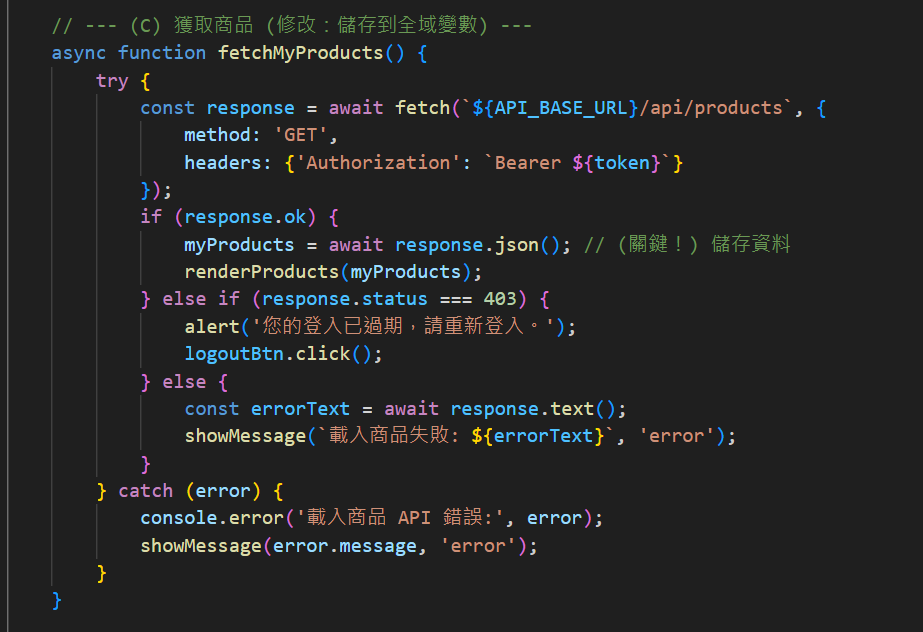 // --- (C) 獲取商品 (修改：儲存到全域變數) ---
async function fetchMyProducts() {
    try {
        const response = await fetch(`${API_BASE_URL}/api/products`, {
            method: 'GET',
            headers: {'Authorization': `Bearer ${token}`}
        });
        if (response.ok) {
            myProducts = await response.json(); // (關鍵！) 儲存資料
            renderProducts(myProducts);
        } else if (response.status === 403) {
            alert('您的登入已過期，請重新登入。');
            logoutBtn.click();
        } else {
            const errorText = await response.text();
            showMessage(`載入商品失敗: ${errorText}`, 'error');
        }
    } catch (error) {
        console.error('載入商品 API 錯誤:', error);
        showMessage(error.message, 'error');
    }
}